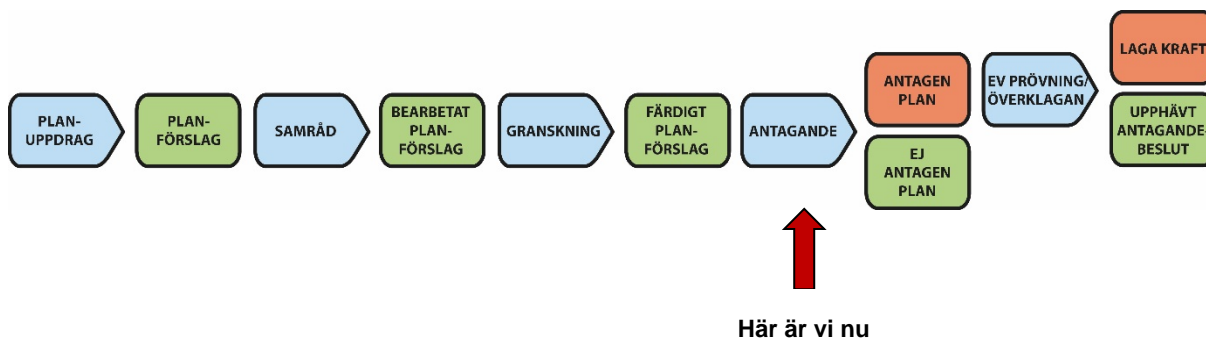 PLAN-
UPPDRAG
PLAN-
FÖRSLAG
SAMRÅD
BEARBETAT
PLAN-
FÖRSLAG
GRANSKNING
FÄRDIGT
PLAN-
FÖRSLAG
ANTAGANDE
ANTAGEN
PLAN
EJ
ANTAGEN
PLAN
EV PRÖVNING/
ÖVERKLAGAN
LAGA KRAFT
UPPHÄVT
ANTAGANDE-
BESLUT
Här är vi nu